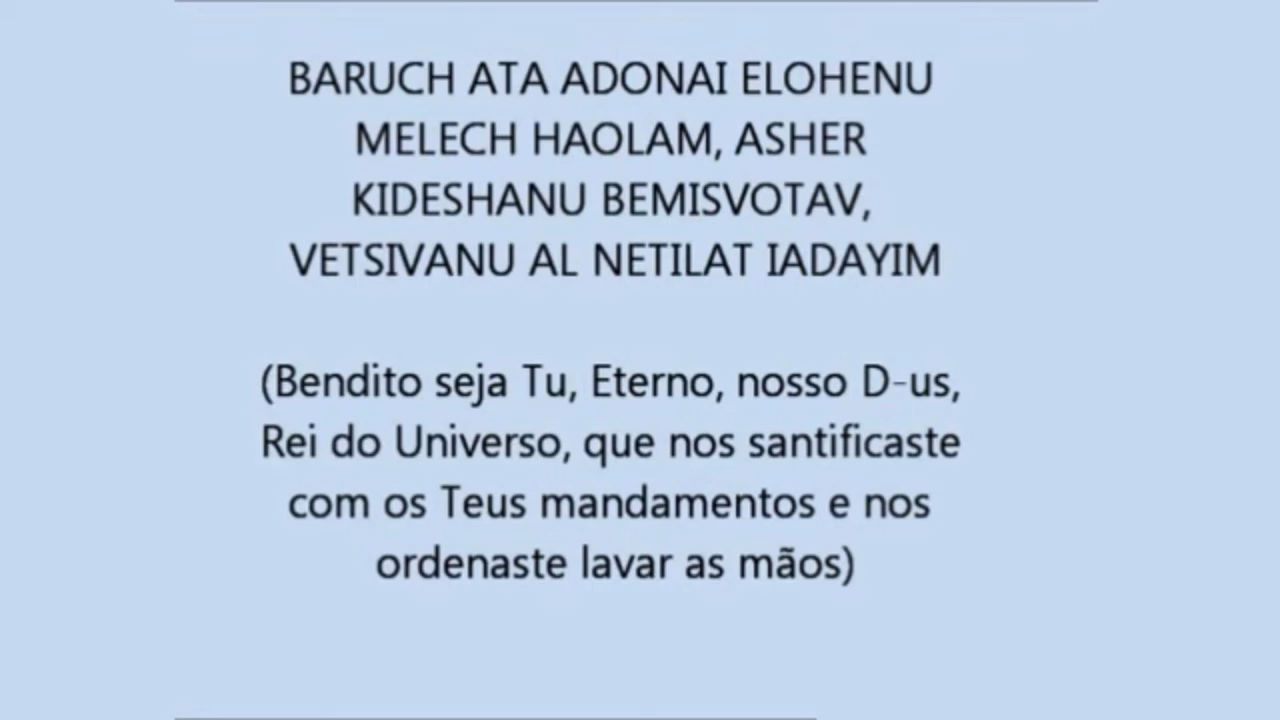 BARUCH ATA ADONAI ELOHENU
MELECH HAOLAM, ASHER
KIDESHANU BEMISVOTAV,
VETSIVANU AL NETILAT IADAYIM
(Bendito seja Tu, Eterno, nosso D-us,
Rei do Universo, que nos santificaste
com os Teus mandamentos e nos
ordenaste lavar as mãos)